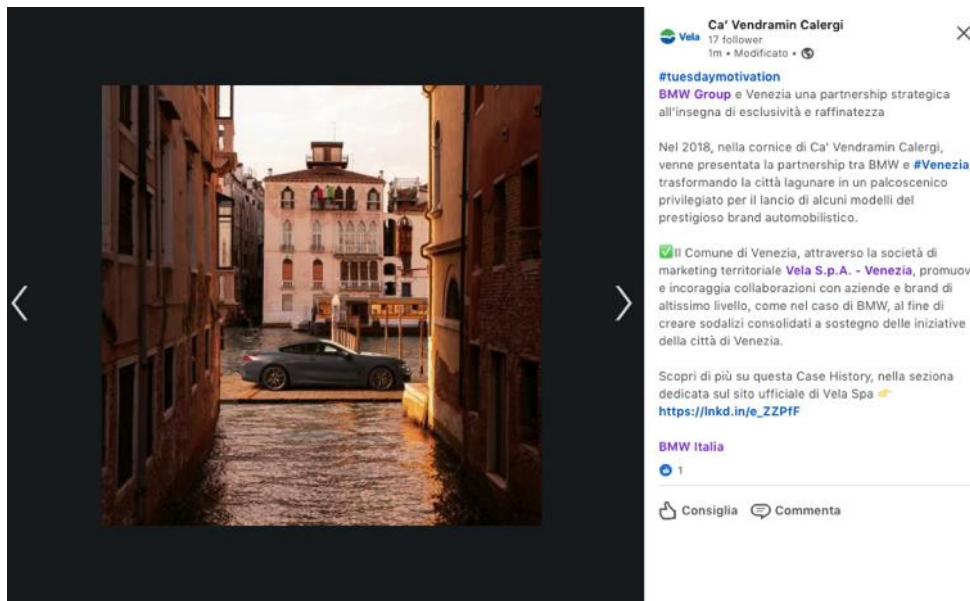 Vela
Ca' Vendramin Calergi
17 follower
1m • Modificato •
#tuesdaymotivation
BMW Group e Venezia una partnership strategica
all'insegna di esclusività e raffinatezza
Nel 2018, nella cornice di Ca' Vendramin Calergi,
venne presentata la partnership tra BMW e #Venezia
trasformando la città lagunare in un palcoscenico
privilegiato per il lancio di alcuni modelli del
prestigioso brand automobilistico.
✅Il Comune di Venezia, attraverso la società di
marketing territoriale Vela S.p.A. - Venezia, promuov
e incoraggia collaborazioni con aziende e brand di
altissimo livello, come nel caso di BMW, al fine di
creare sodalizi consolidati a sostegno delle iniziative
della città di Venezia.
Scopri di più su questa Case History, nella sezione
dedicata sul sito ufficiale di Vela Spa 👉
https://lnkd.in/e_ZZPfF
BMW Italia
1
Consiglia Commenta